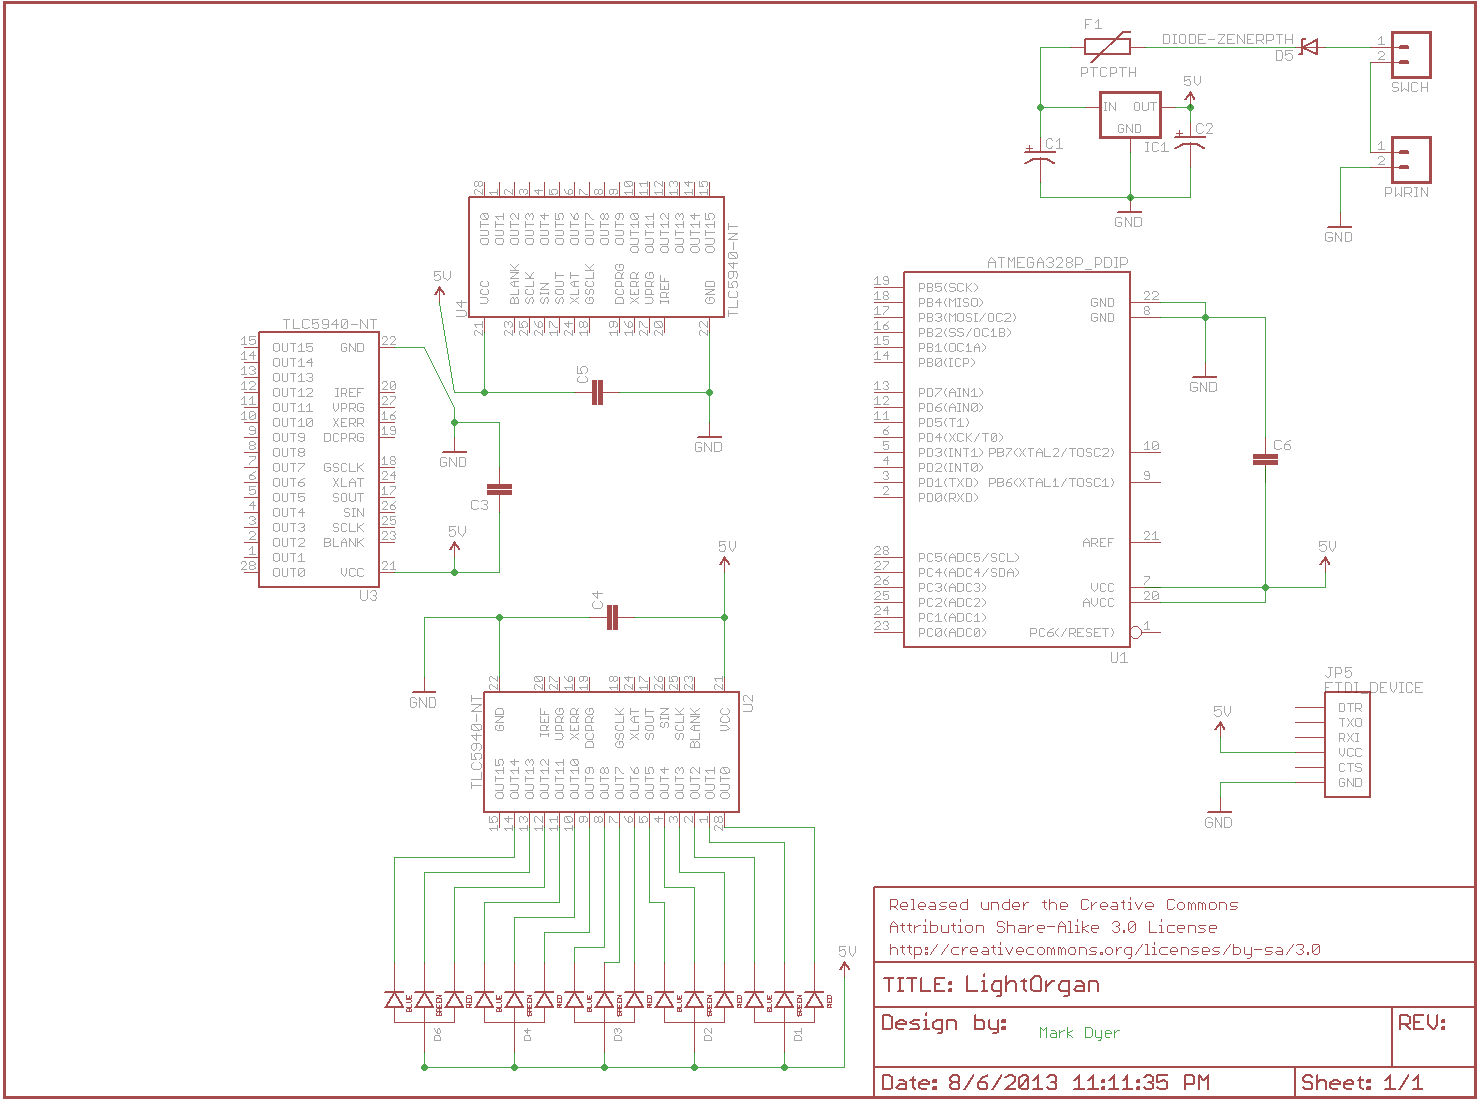 F1
PTCPTH
DIODE-ZENERPTH
D5
1
2
SWCH
5V
IN OUT
GND
IC1
C1
C2
1
2
PWRIN
GND
GND
28 1 2 3 4 5 6 7 8 9 10 11 12 13 14 15
OUT0 OUT1 OUT2 OUT3 OUT4 OUT5 OUT6 OUT7 OUT8 OUT9 OUT10 OUT11 OUT12 OUT13 OUT14 OUT15
VCC BLANK SCLK SIN SOUT XLAT GSCLK DCPRG XERR VPRG IREF GND
21 23 25 26 17 24 18 19 16 27 20 22
U4
TLC5940-NT
5V
C5
GND
TLC5940-NT
15 OUT15 GND 22
14 OUT14
13 OUT13
12 OUT12 IREF 20
11 OUT11 VPRG 27
10 OUT10 XERR 16
9 OUT9 DCPRG 19
8 OUT8
7 OUT7 GSCLK 18
6 OUT6 XLAT 24
5 OUT5 SOUT 17
4 OUT4 SIN 26
3 OUT3 SCLK 25
2 OUT2 BLANK 23
1 OUT1
28 OUT0 VCC 21
U3
GND
C3
5V
ATMEGA328P_PDIP
19 PB5(SCK)
18 PB4(MISO) GND 22
17 PB3(MOSI/OC2) GND 8
16 PB2(SS/OC1B)
15 PB1(OC1A)
14 PB0(ICP)
13 PD7(AIN1)
12 PD6(AIN0)
11 PD5(T1)
6 PD4(XCK/T0)
5 PD3(INT1) PB7(XTAL2/TOSC2) 10
4 PD2(INT0)
3 PD1(TXD) PB6(XTAL1/TOSC1) 9
2 PD0(RXD)
AREF 21
28 PC5(ADC5/SCL)
27 PC4(ADC4/SDA)
26 PC3(ADC3) VCC 7
25 PC2(ADC2) AVCC 20
24 PC1(ADC1)
23 PC0(ADC0) PC6(/RESET) 1
U1
GND
C6
5V
5V
C4
GND
22 20 27 16 19 18 24 17 26 25 23 21
GND IREF VPRG XERR DCPRG GSCLK XLAT SOUT SIN SCLK BLANK VCC
OUT15 OUT14 OUT13 OUT12 OUT11 OUT10 OUT9 OUT8 OUT7 OUT6 OUT5 OUT4 OUT3 OUT2 OUT1 OUT0
15 14 13 12 11 10 9 8 7 6 5 4 3 2 1 28
TLC5940-NT
U2
JP5
FTDI_DEVICE
DTR
TXO
RXI
VCC
CTS
GND
5V
GND
5V
BLUE GREEN RED BLUE GREEN RED BLUE GREEN RED BLUE GREEN RED BLUE GREEN RED
D6 D4 D3 D2 D1
Released under the Creative Commons
Attribution Share-Alike 3.0 License
http://creativecommons.org/licenses/by-sa/3.0
TITLE: LightOrgan
Design by: Mark Dyer
REV:
Date: 8/6/2013 11:11:35 PM
Sheet: 1/1